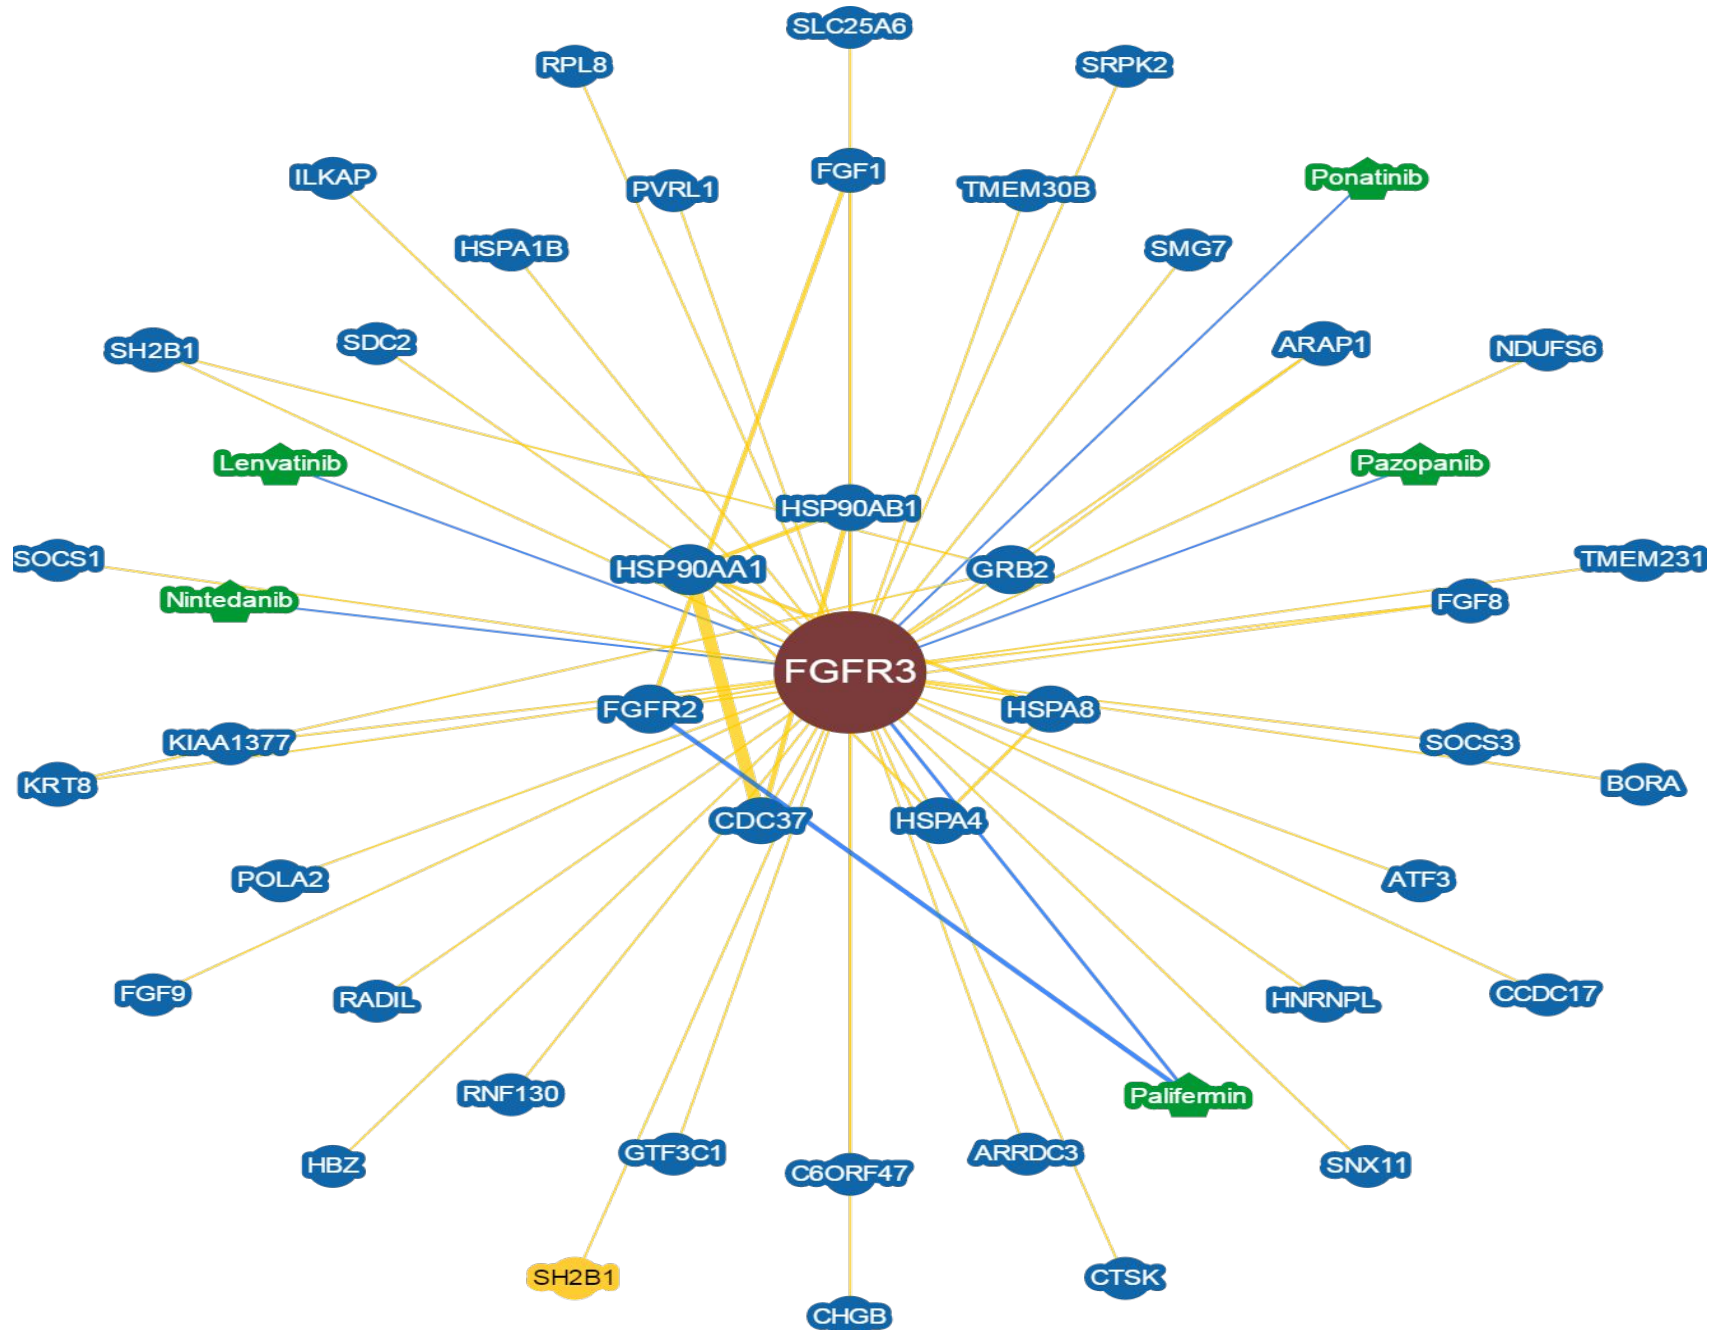 SLC25A6
RPL8
SRPK2
FGF1
ILKAP
PVRL1
TMEM30B
Ponatinib
HSPA1B
SMG7
SH2B1
SDC2
ARAP1
NDUFS6
Lenvatinib
Pazopanib
HSP90AB1
SOCS1
HSP90AA1
GRB2
TMEM231
Nintedanib
FGF8
FGFR3
FGFR2
HSPA8
KIAA1377
SOCS3
KRT8
BORA
CDC37
HSPA4
POLA2
ATF3
FGF9
RADIL
HNRNPL
CCDC17
RNF130
Palifermin
HBZ
GTF3C1
C6ORF47
ARRDC3
SNX11
SH2B1
CTSK
CHGB